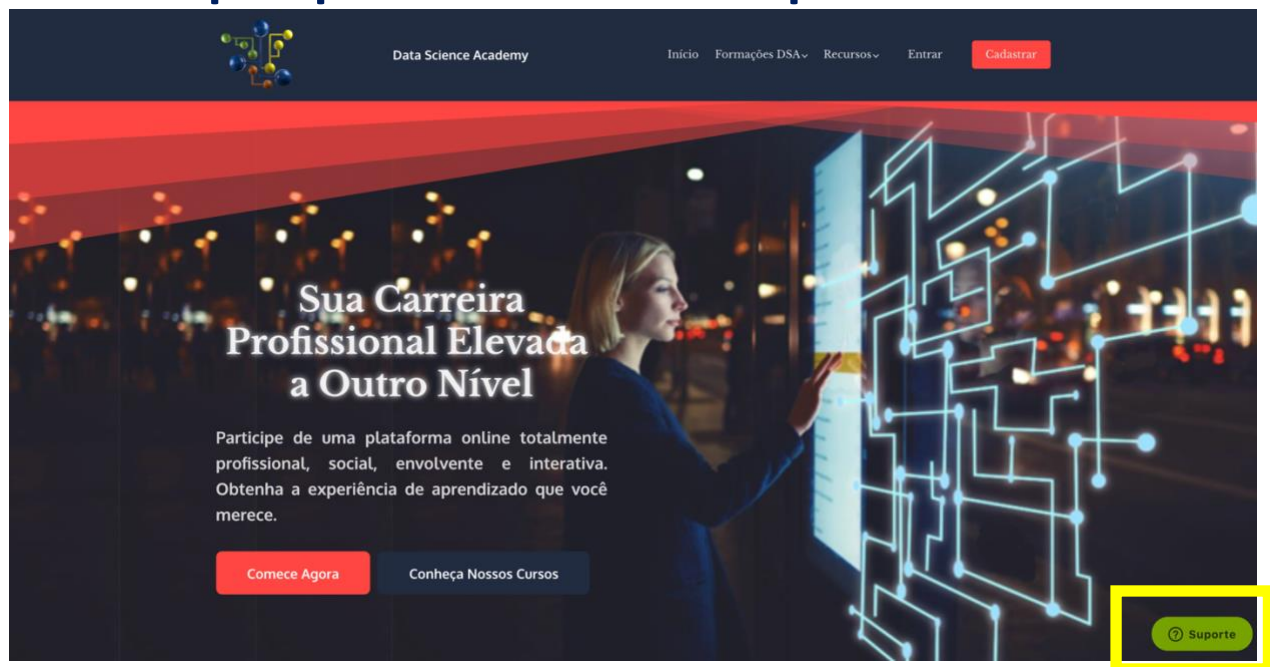 Data Science Academy
Início Formações DSA Recursos Entrar Cadastrar
Sua Carreira
Profissional Elevada
a Outro Nível
Participe de uma plataforma online totalmente
profissional, social, envolvente e interativa.
Obtenha a experiência de aprendizado que você
merece.
Comece Agora Conheça Nossos Cursos
Suporte